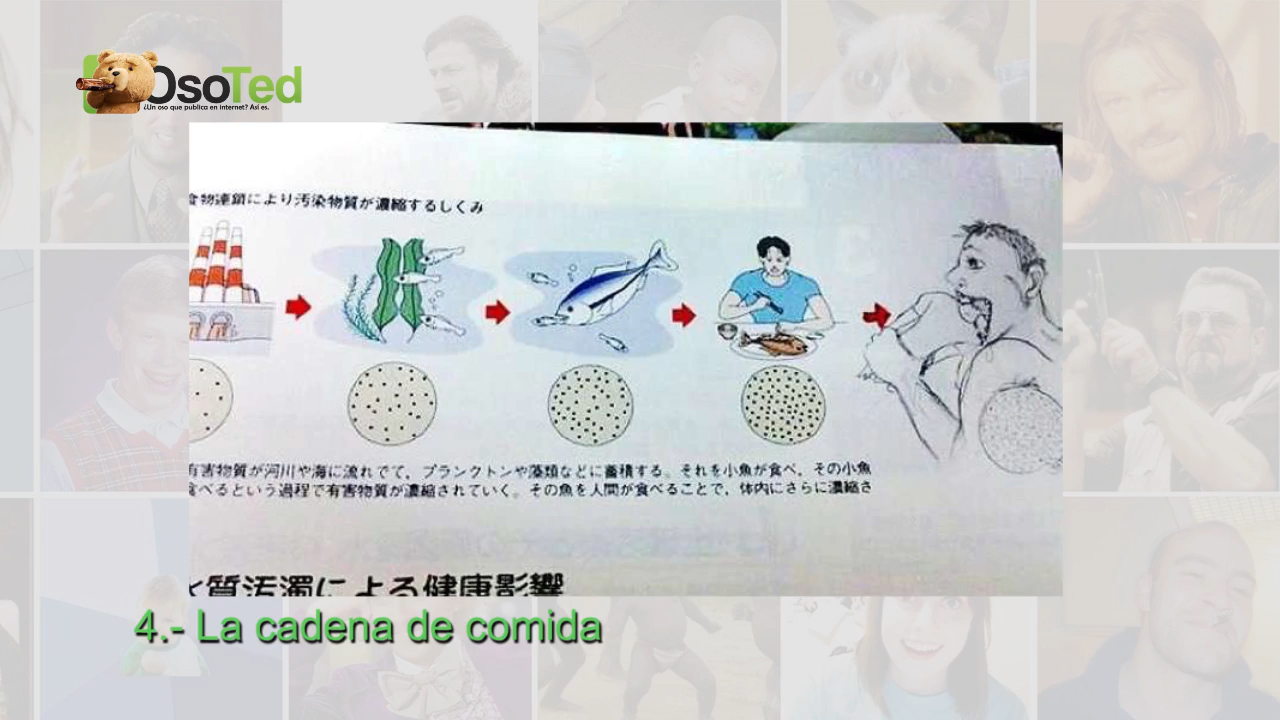 OsoTed
¿Un oso que publica en internet? Así es.
食物連鎖により汚染物質が濃縮するしくみ
有害物質が河川や海に流れでて，プランクトンや藻類などに蓄積する。それを小魚が食べ，その小魚
食べるという過程で有害物質が濃縮されていく。その魚を人間が食べることで，体内にさらに濃縮さ
質汚濁による健康影響
4.- La cadena de comida